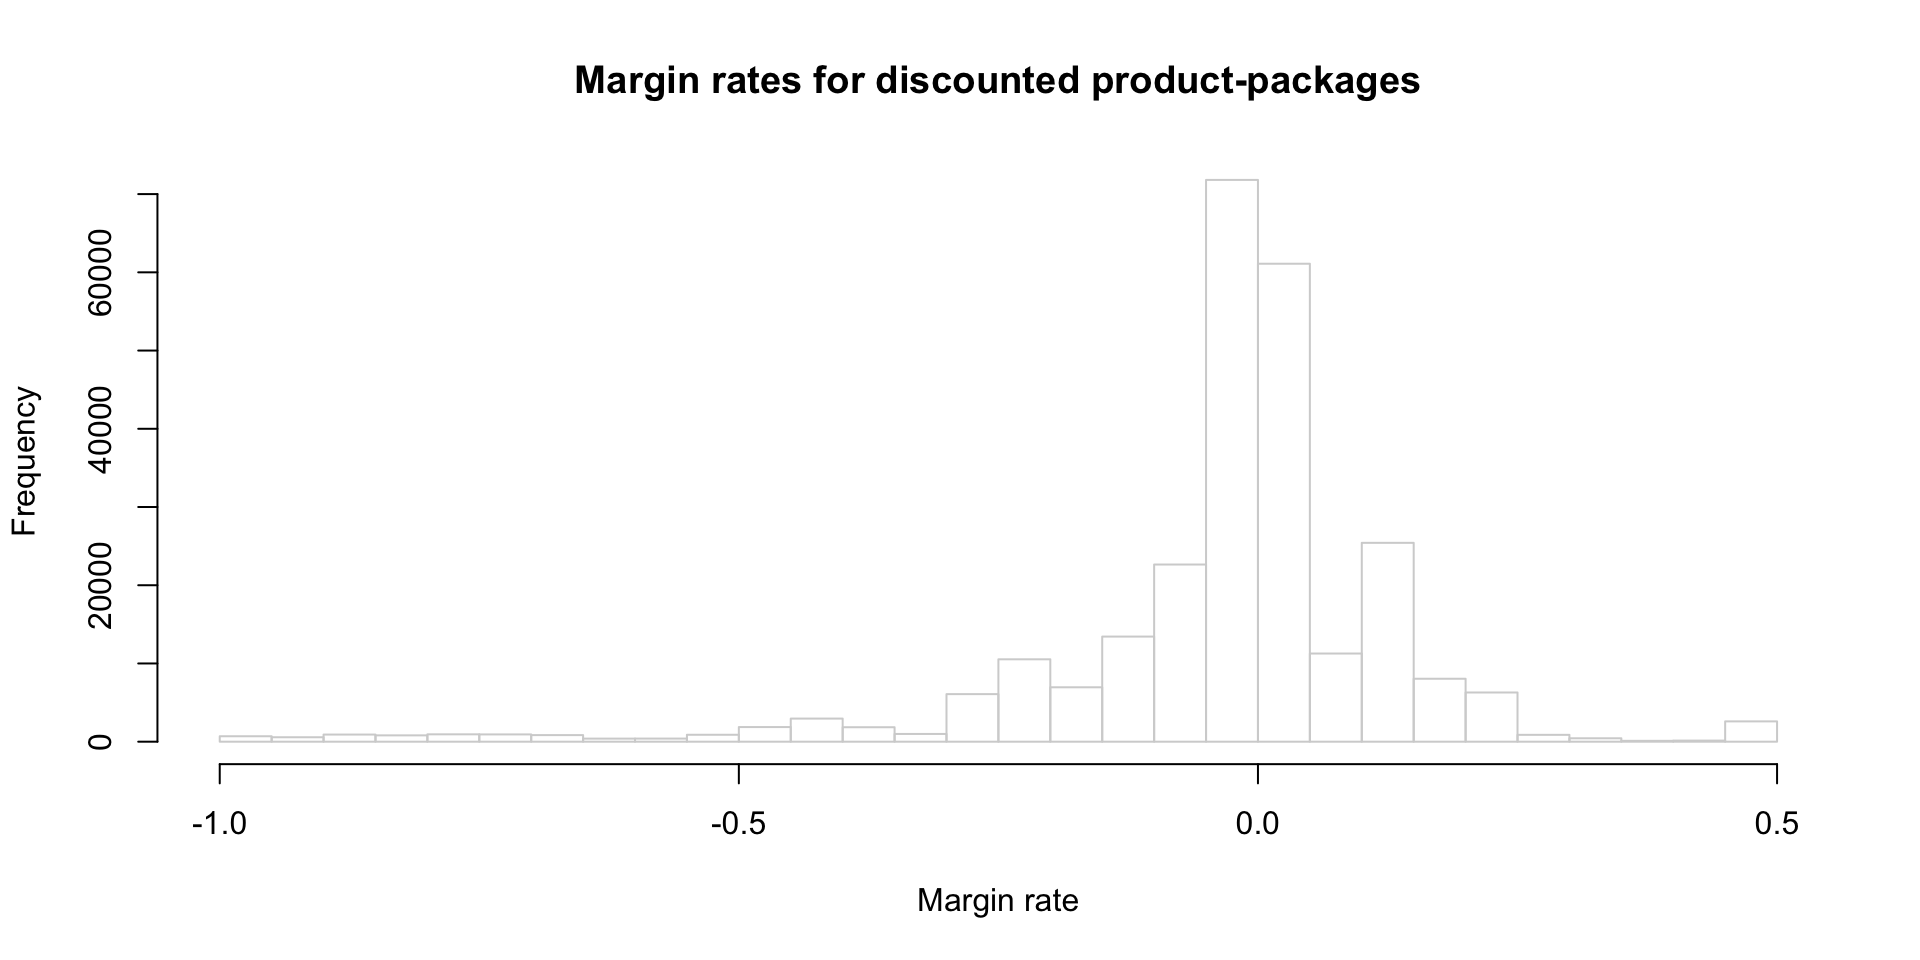 Margin rates for discounted product-packages
Frequency
60000
40000
20000
0
-1.0
-0.5
0.0
0.5
Margin rate